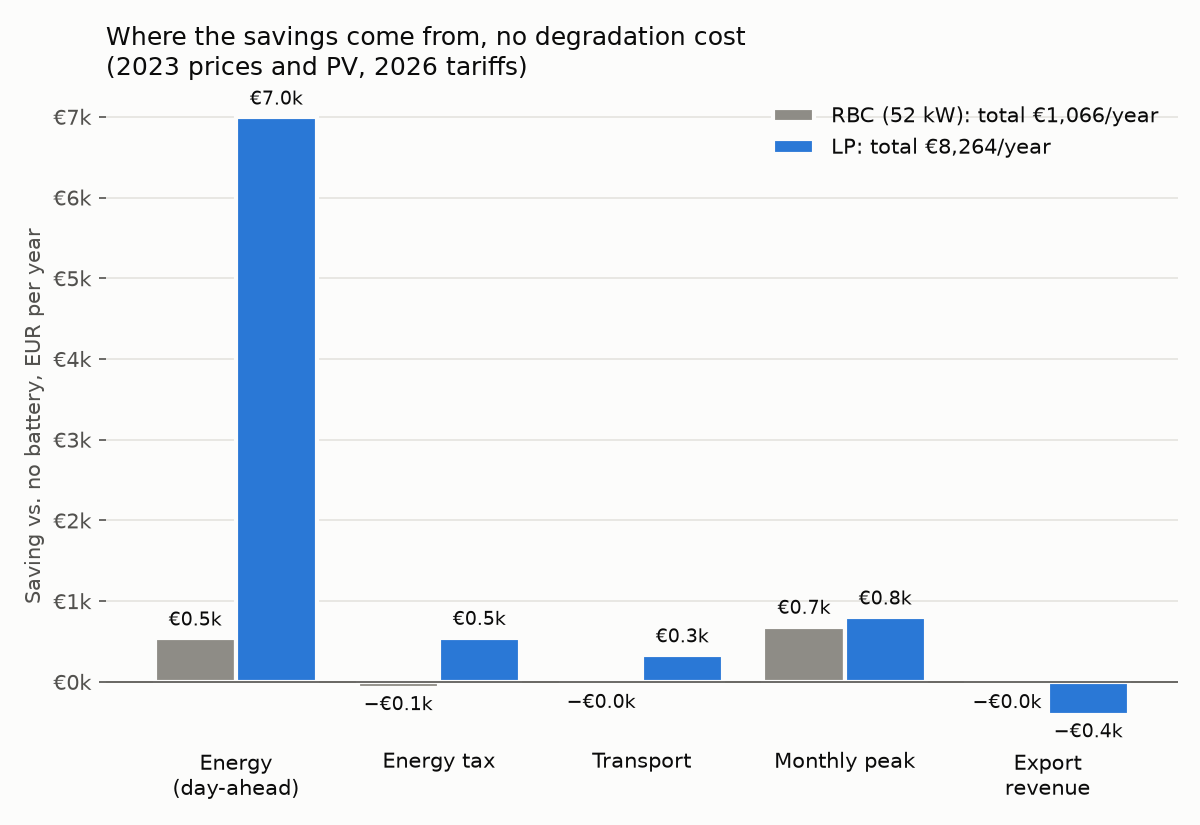 Where the savings come from, no degradation cost
(2023 prices and PV, 2026 tariffs)
RBC (52 kW): total €1,066/year
LP: total €8,264/year
Saving vs. no battery, EUR per year
€7k
€6k
€5k
€4k
€3k
€2k
€1k
€0k
€0.5k
€7.0k
−€0.1k
€0.5k
−€0.0k
€0.3k
€0.7k
€0.8k
−€0.0k
−€0.4k
Energy
(day-ahead)
Energy tax
Transport
Monthly peak
Export
revenue